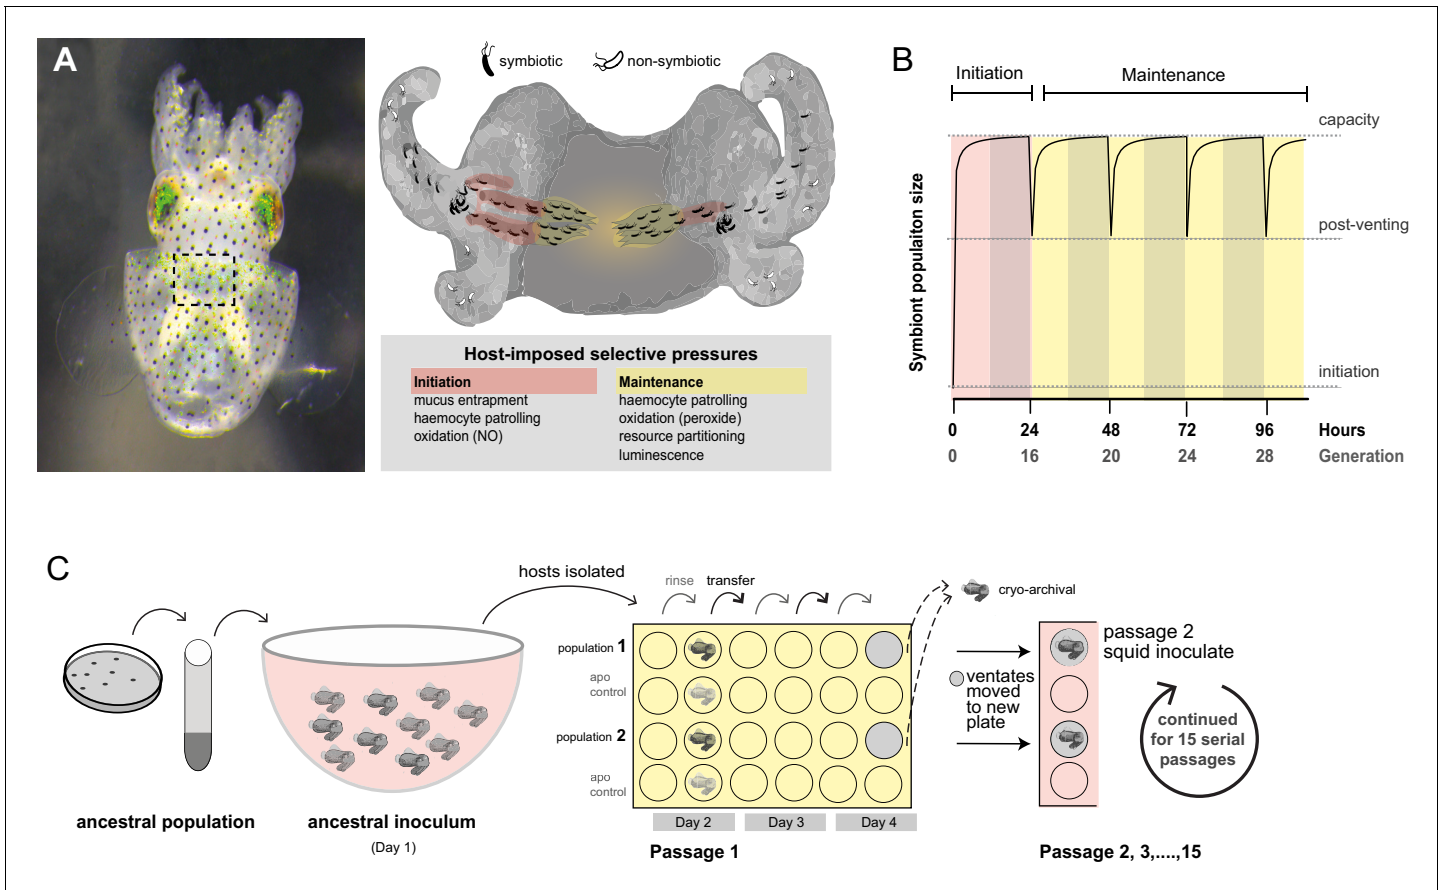 A
symbiotic
non-symbiotic
Host-imposed selective pressures
Initiation
mucus entrapment
haemocyte patrolling
oxidation (NO)
Maintenance
haemocyte patrolling
oxidation (peroxide)
resource partitioning
luminescence
B
Initiation
Maintenance
capacity
post-venting
initiation
Symbiont populaiton size
0 24 48 72 96 Hours
0 16 20 24 28 Generation
C
hosts isolated
rinse
transfer
cryo-archival
population 1
apo
control
population 2
apo
control
ventates
moved
to new
plate
passage 2
squid inoculate
continued
for 15 serial
passages
ancestral population
ancestral inoculum
(Day 1)
Day 2
Day 3
Day 4
Passage 1
Passage 2, 3,....,15